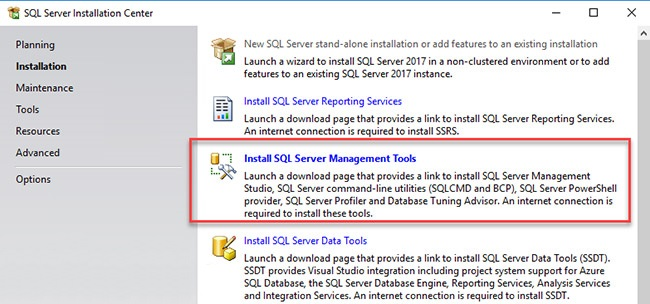 SQL Server Installation Center
Planning
Installation
Maintenance
Tools
Resources
Advanced
Options
New SQL Server stand-alone installation or add features to an existing installation
Launch a wizard to install SQL Server 2017 in a non-clustered environment or to add
features to an existing SQL Server 2017 instance.
Install SQL Server Reporting Services
Launch a download page that provides a link to install SQL Server Reporting Services.
An internet connection is required to install SSRS.
Install SQL Server Management Tools
Launch a download page that provides a link to install SQL Server Management
Studio, SQL Server command-line utilities (SQLCMD and BCP), SQL Server PowerShell
provider, SQL Server Profiler and Database Tuning Advisor. An internet connection is
required to install these tools.
Install SQL Server Data Tools
Launch a download page that provides a link to install SQL Server Data Tools (SSDT).
SSDT provides Visual Studio integration including project system support for Azure
SQL Database, the SQL Server Database Engine, Reporting Services, Analysis Services
and Integration Services. An internet connection is required to install SSDT.